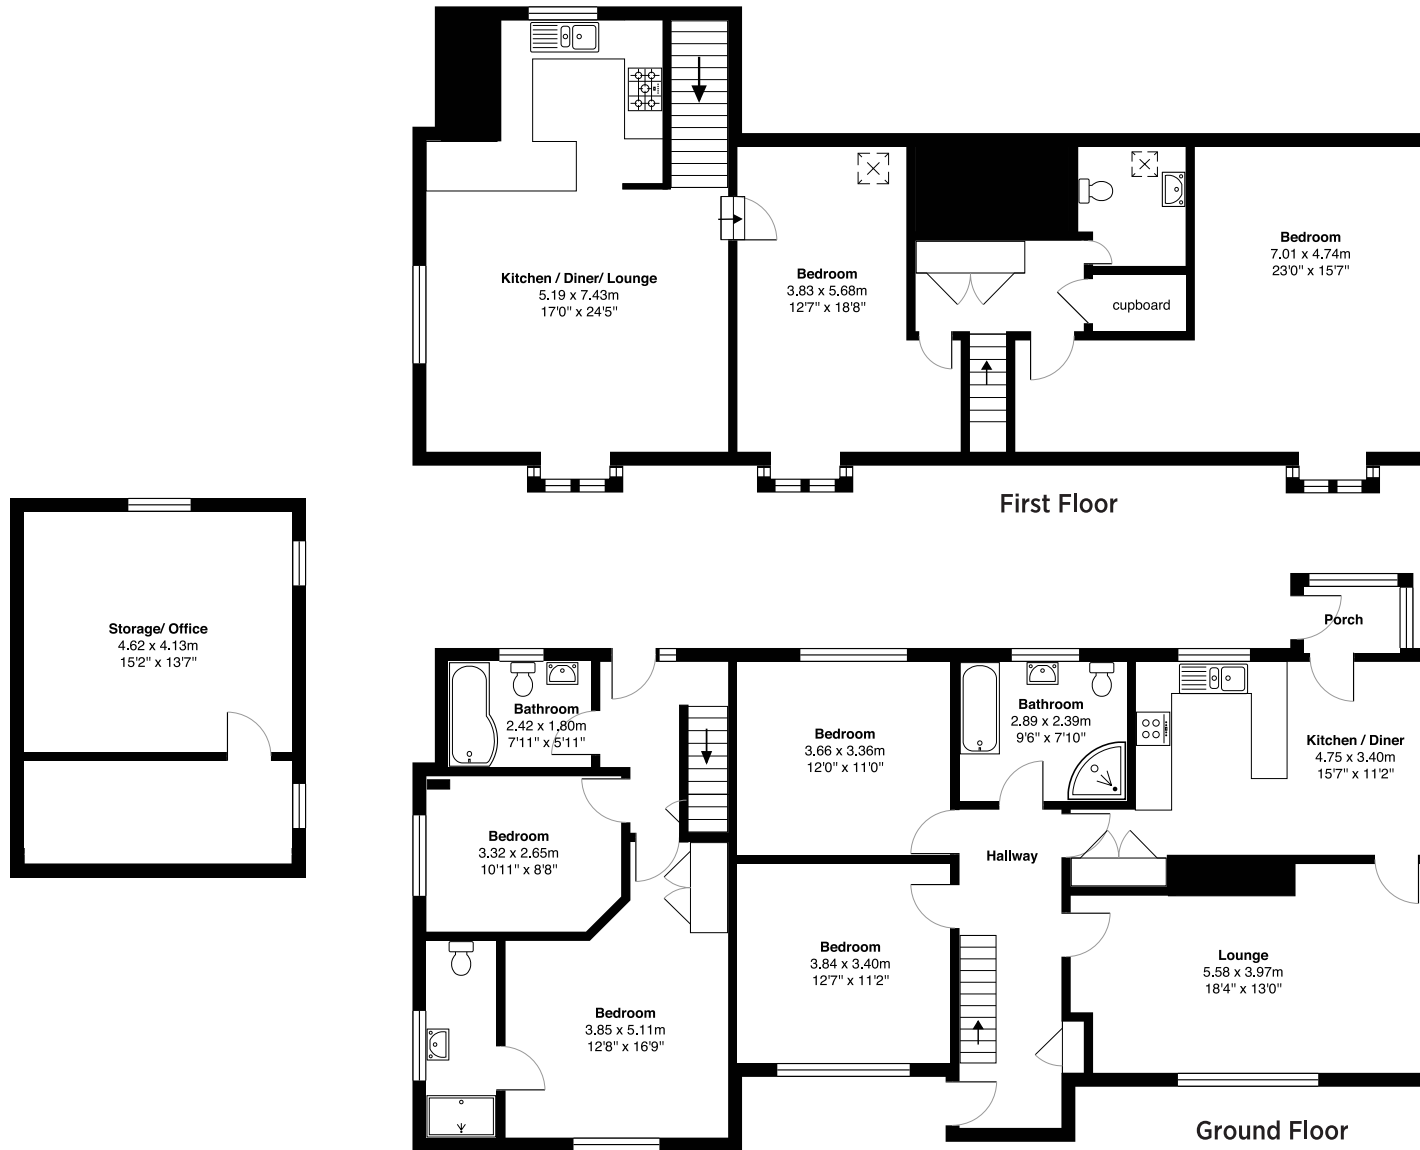 Kitchen / Diner/ Lounge
5.19 x 7.43m
17'0" x 24'5"
Bedroom
3.83 x 5.68m
12'7" x 18'8"
Bedroom
7.01 x 4.74m
23'0" x 15'7"
cupboard
First Floor
Storage/ Office
4.62 x 4.13m
15'2" x 13'7"
Porch
Bathroom
2.42 x 1.80m
7'11" x 5'11"
Bedroom
3.66 x 3.36m
12'0" x 11'0"
Bathroom
2.89 x 2.39m
9'6" x 7'10"
Kitchen / Diner
4.75 x 3.40m
15'7" x 11'2"
Bedroom
3.32 x 2.65m
10'11" x 8'8"
Hallway
Bedroom
3.84 x 3.40m
12'7" x 11'2"
Lounge
5.58 x 3.97m
18'4" x 13'0"
Bedroom
3.85 x 5.11m
12'8" x 16'9"
Ground Floor